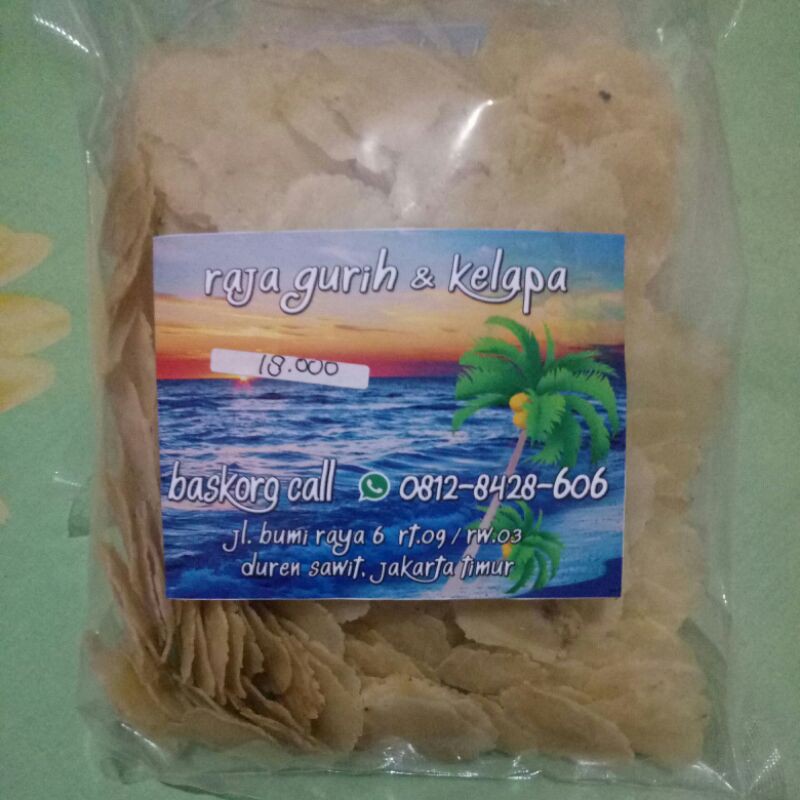 raja gurih & kelapa
18.000
baskorg call 0812-8428-606
jl. bumi raya 6 rt.09 / rw.03
duren sawit, jakarta timur